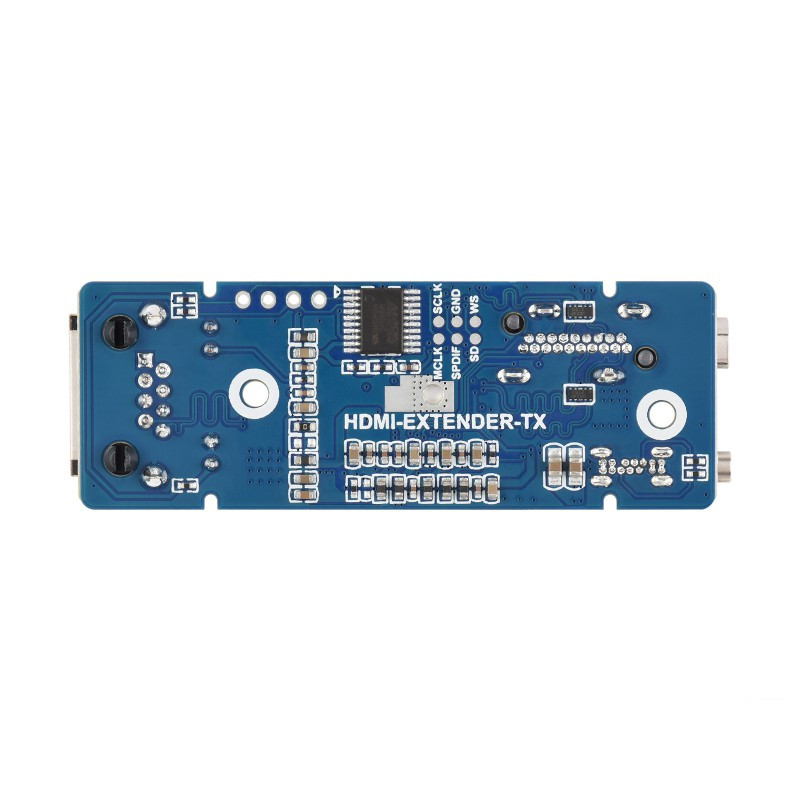 SCLK
GND
WS
MCLK
SPDIF
SD
HDMI-EXTENDER-TX